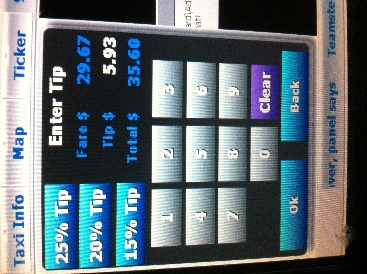 Taxi Info Map Ticker
25% Tip Enter Tip
Fare $ 29.67
20% Tip Tip $ 5.93
15% Tip Total $ 35.60
1 2 3
4 5 6
7 8 9
0 Clear
Ok Back
wer, panel says Teamste